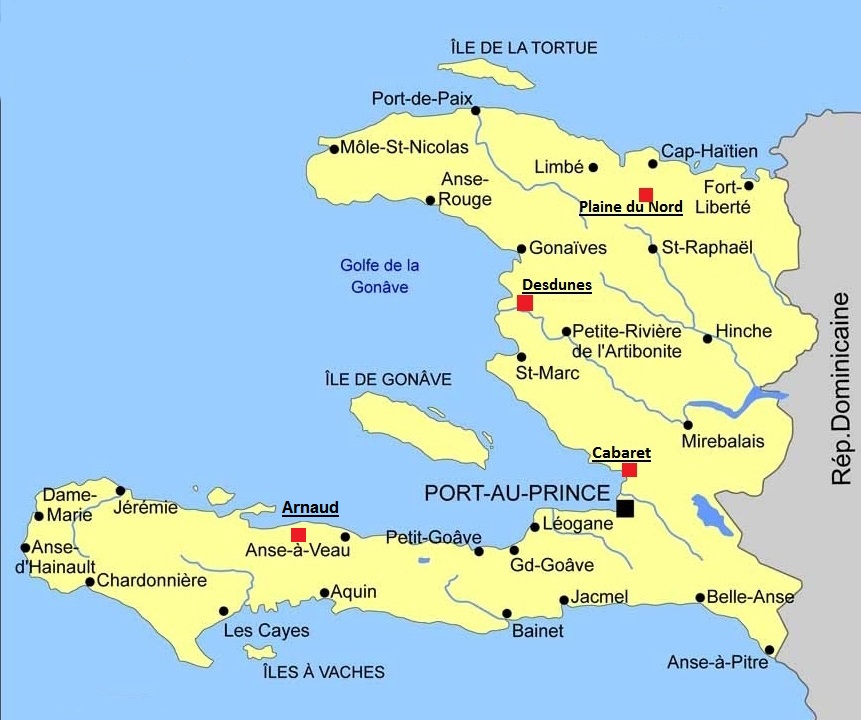 ÎLE DE LA TORTUE
Port-de-Paix
Môle-St-Nicolas
Limbé
Cap-Haïtien
Anse-
Rouge
Fort-
Liberté
Plaine du Nord
Gonaïves
St-Raphaël
Golfe de la
Gonâve
Desdunes
Petite-Rivière
de l'Artibonite
Hinche
St-Marc
Rép.Dominicaine
ÎLE DE GONÂVE
Mirebalais
Cabaret
PORT-AU-PRINCE
Dame-
Marie
Jérémie
Arnaud
Léogane
Anse-à-Veau
Petit-Goâve
Gd-Goâve
Anse-
d'Hainault
Chardonnière
Aquin
Jacmel
Belle-Anse
Les Cayes
Bainet
ÎLES À VACHES
Anse-à-Pitre